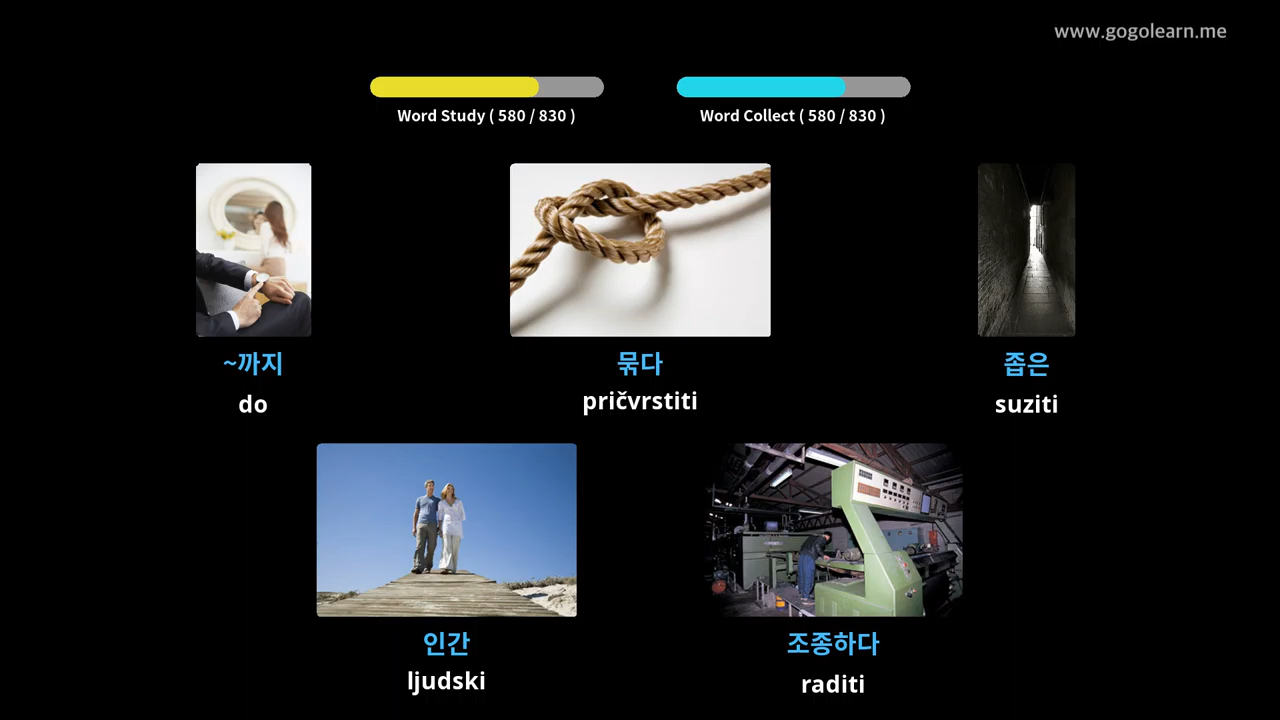 www.gogolearn.me
Word Study ( 580 / 830 )
Word Collect ( 580 / 830 )
~까지
do
묶다
pričvrstiti
좁은
suziti
인간
ljudski
조종하다
raditi